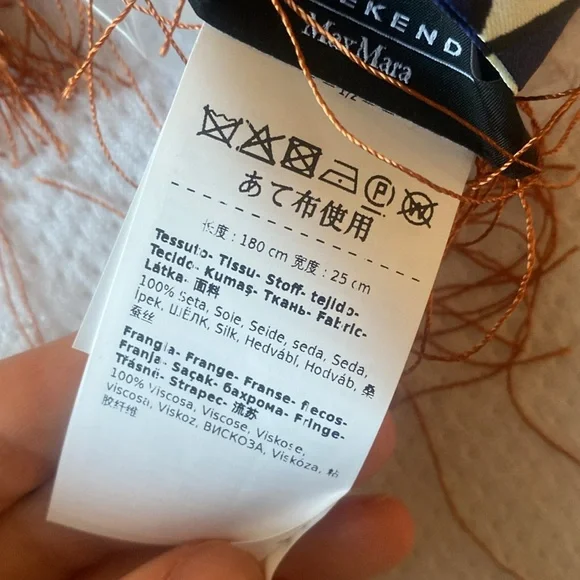 EKEND
MaxMara
P
W
あて布使用
长度 : 180 cm 宽度 : 25 cm
Tessuto- Tissu- Stoff- tejido-
Tecido- Kumaş- Ткань- Fabric-
Látka- 面料
100% Seta, Soie, Seide, seda, Seda,
İpek, ШЁЛК, Silk, Hedvábí, Hodváb, 桑
蚕丝
Frangia- Frange- Franse- flecos-
Franja- Saçak- бахрома- Fringe-
Třásně- Strapec- 流苏
100% Viscosa, Viscose, Viskose,
viscosa, Viskoz, ВИСКОЗА, Viskóza, 粘
胶纤维